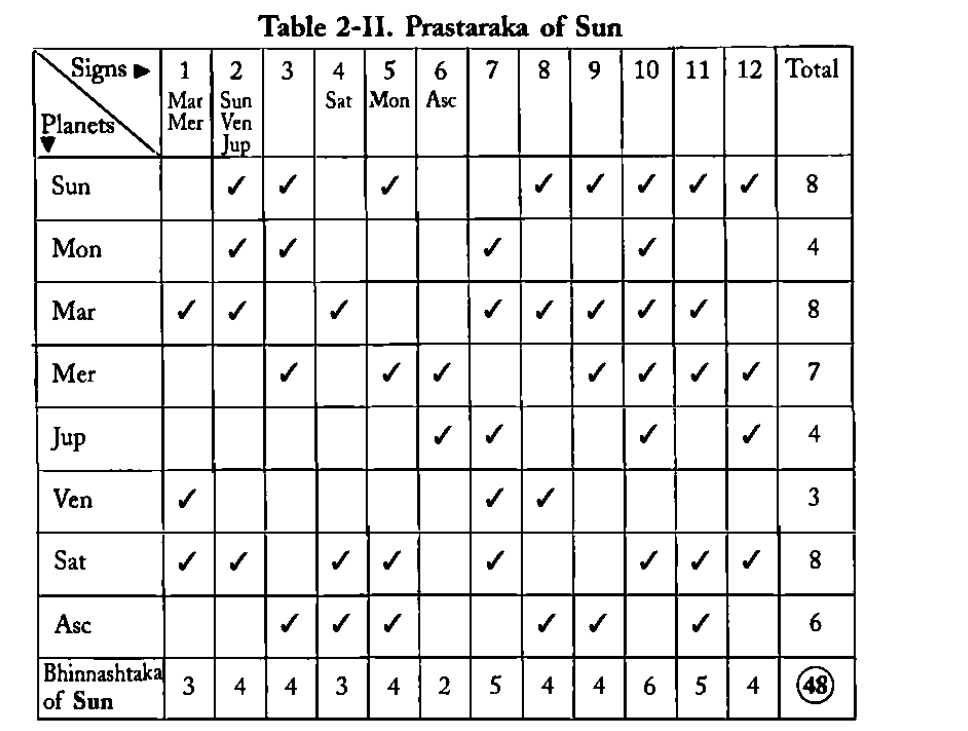 Table 2-II. Prastaraka of Sun
Signs ▶ 1 2 3 4 5 6 7 8 9 10 11 12 Total
Mar Sun Sat Mon Asc
Planets Mer Ven
▼ Jup
Sun ✓ ✓ ✓ ✓ ✓ ✓ ✓ ✓ 8
Mon ✓ ✓ ✓ ✓ 4
Mar ✓ ✓ ✓ ✓ ✓ ✓ ✓ ✓ 8
Mer ✓ ✓ ✓ ✓ ✓ ✓ ✓ 7
Jup ✓ ✓ ✓ ✓ 4
Ven ✓ ✓ ✓ 3
Sat ✓ ✓ ✓ ✓ ✓ ✓ ✓ ✓ 8
Asc ✓ ✓ ✓ ✓ ✓ ✓ 6
Bhinnashtaka
of Sun 3 4 4 3 4 2 5 4 4 6 5 4 48